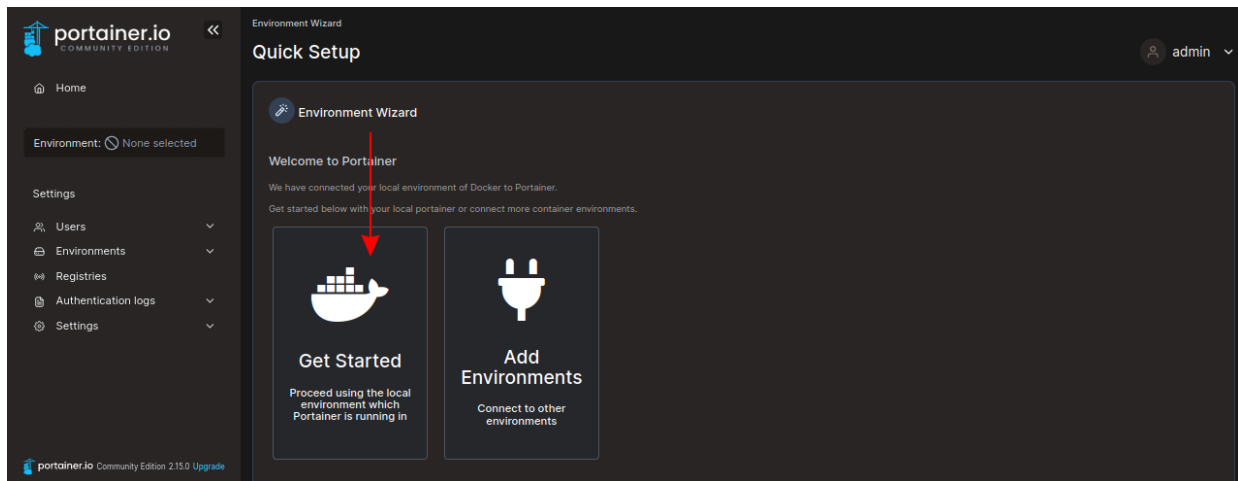 portainer.io
COMMUNITY EDITION
Home
Environment: None selected
Settings
Users
Environments
Registries
Authentication logs
Settings
portainer.io Community Edition 2.15.0 Upgrade
Environment Wizard
Quick Setup
admin
Environment Wizard
Welcome to Portainer
We have connected your local environment of Docker to Portainer.
Get started below with your local portainer or connect more container environments.
Get Started
Proceed using the local
environment which
Portainer is running in
Add
Environments
Connect to other
environments